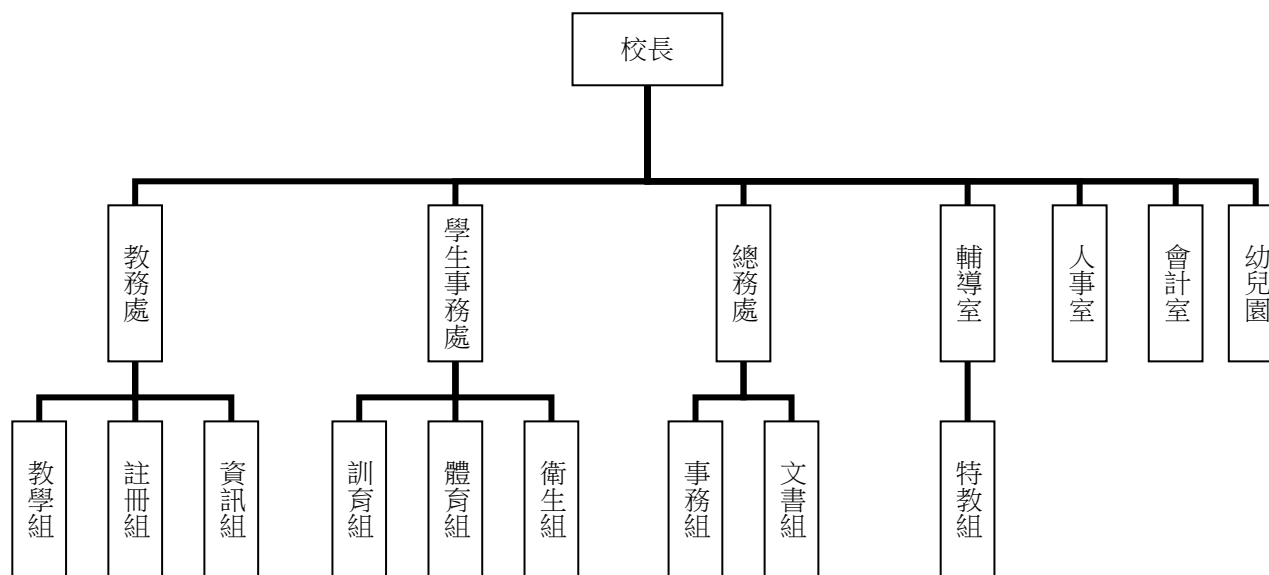 校長
教務處
學生事務處
總務處
輔導室
人事室
會計室
幼兒園
教學組
註冊組
資訊組
訓育組
體育組
衛生組
事務組
文書組
特教組